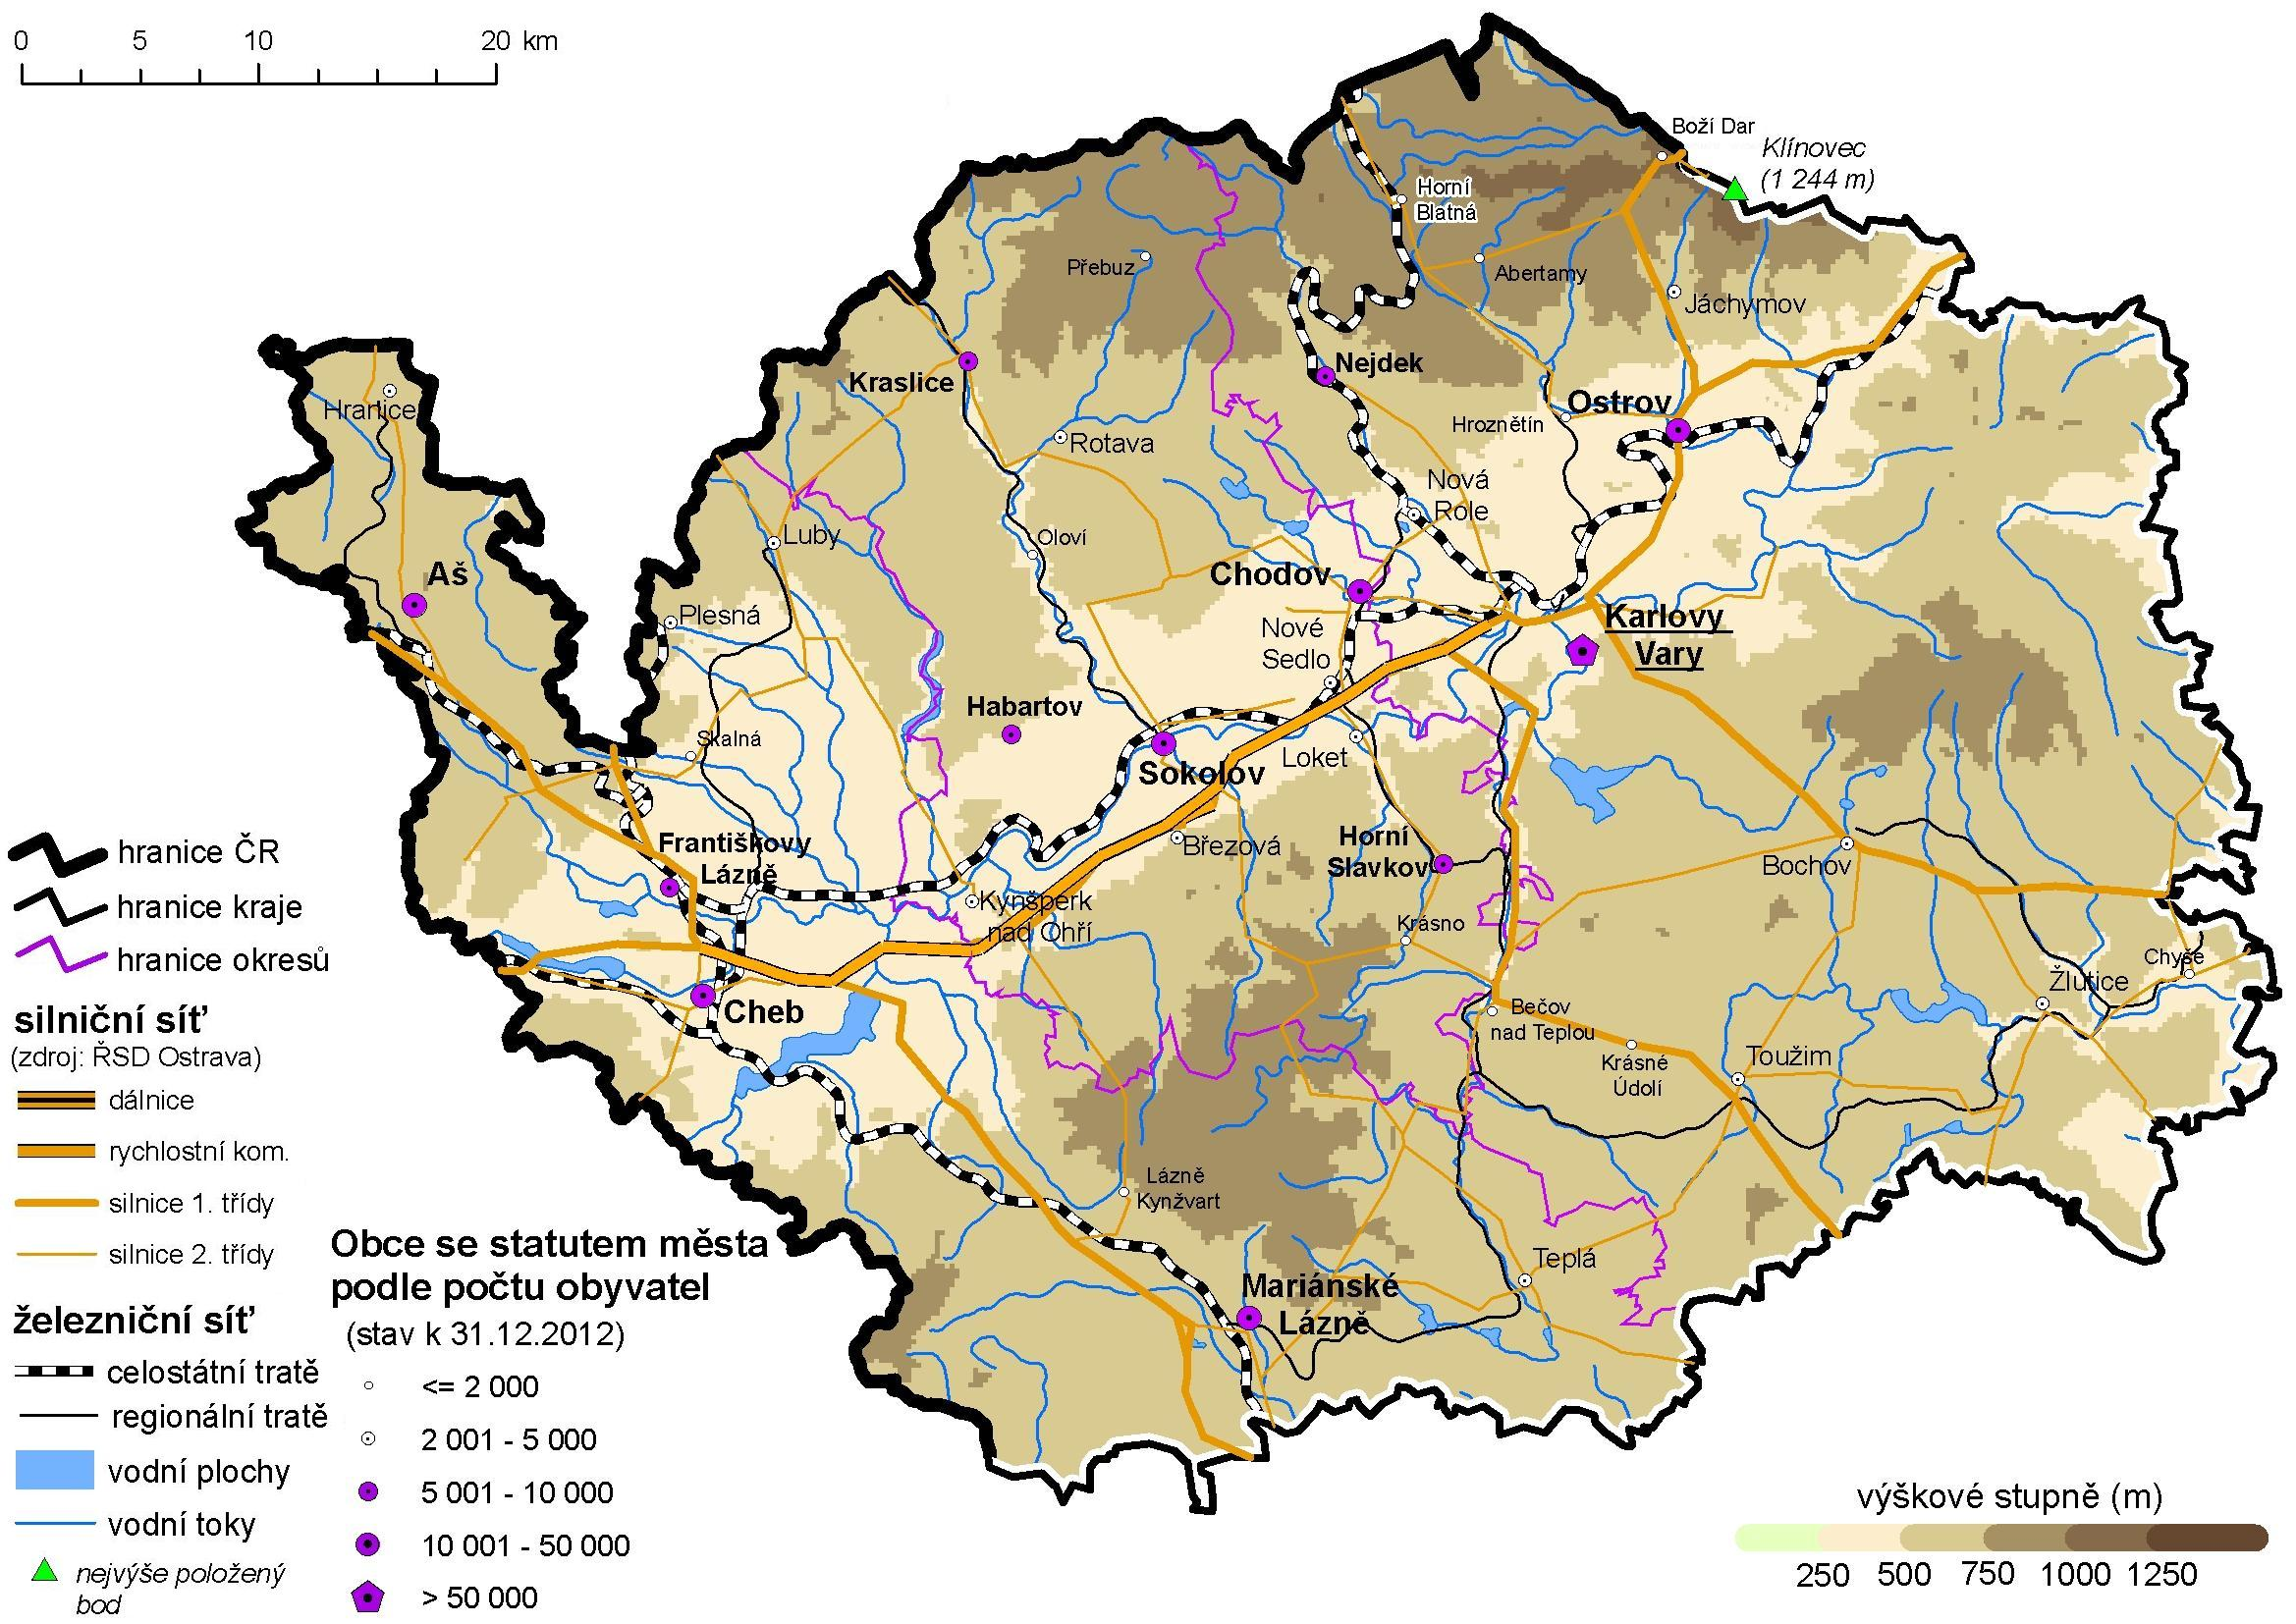 0 5 10 20 km
Boží Dar
Klínovec
(1 244 m)
Horní
Blatná
Přebuz
Abertamy
Jáchymov
Nejdek
Kraslice
Hranice
Ostrov
Hroznětín
Rotava
Nová
Role
Luby
Oloví
Aš
Chodov
Plesná
Karlovy
Vary
Nové
Sedlo
Habartov
Skalná
Sokolov
Loket
Františkovy
Lázně
Březová
Horní
Slavkov
Bochov
Kynšperk
nad Ohří
Krásno
Chyše
Žlutice
Cheb
Bečov
nad Teplou
Krásné
Údolí
Toužim
Lázně
Kynžvart
Teplá
Mariánské
Lázně
hranice ČR
hranice kraje
hranice okresů
silniční síť
(zdroj: ŘSD Ostrava)
dálnice
rychlostní kom.
silnice 1. třídy
silnice 2. třídy
železniční síť
celostátní tratě
regionální tratě
vodní plochy
vodní toky
nejvýše položený
bod
Obce se statutem města
podle počtu obyvatel
(stav k 31.12.2012)
<= 2 000
2 001 - 5 000
5 001 - 10 000
10 001 - 50 000
> 50 000
výškové stupně (m)
250 500 750 1000 1250